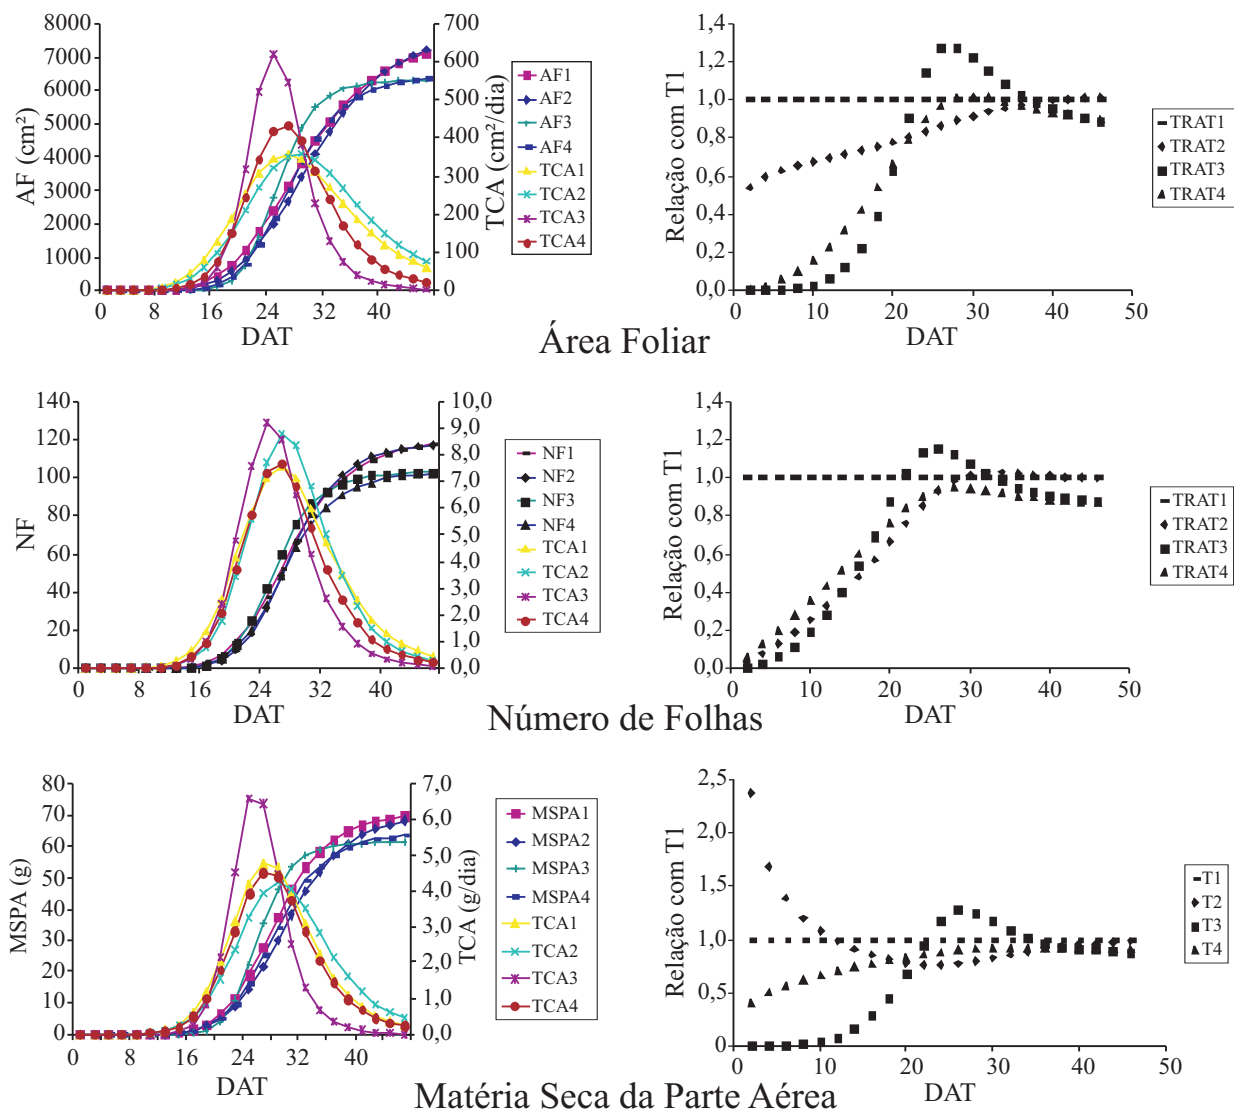 8000
7000
6000
5000
4000
3000
2000
1000
0
AF (cm²)
700
600
500
400
300
200
100
0
TCA (cm²/dia)
0 8 16 24 32 40
DAT
AF1
AF2
AF3
AF4
TCA1
TCA2
TCA3
TCA4
1,4
1,2
1,0
0,8
0,6
0,4
0,2
0,0
Relação com T1
0 10 20 30 40 50
DAT
TRAT1
TRAT2
TRAT3
TRAT4
Área Foliar
140
120
100
80
60
40
20
0
NF
10,0
9,0
8,0
7,0
6,0
5,0
4,0
3,0
2,0
1,0
0,0
0 8 16 24 32 40
DAT
NF1
NF2
NF3
NF4
TCA1
TCA2
TCA3
TCA4
1,4
1,2
1,0
0,8
0,6
0,4
0,2
0,0
Relação com T1
0 10 20 30 40 50
DAT
TRAT1
TRAT2
TRAT3
TRAT4
Número de Folhas
80
70
60
50
40
30
20
10
0
MSPA (g)
7,0
6,0
5,0
4,0
3,0
2,0
1,0
0,0
TCA (g/dia)
0 8 16 24 32 40
DAT
MSPA1
MSPA2
MSPA3
MSPA4
TCA1
TCA2
TCA3
TCA4
2,5
2,0
1,5
1,0
0,5
0
Relação com T1
0 10 20 30 40 50
DAT
T1
T2
T3
T4
Matéria Seca da Parte Aérea